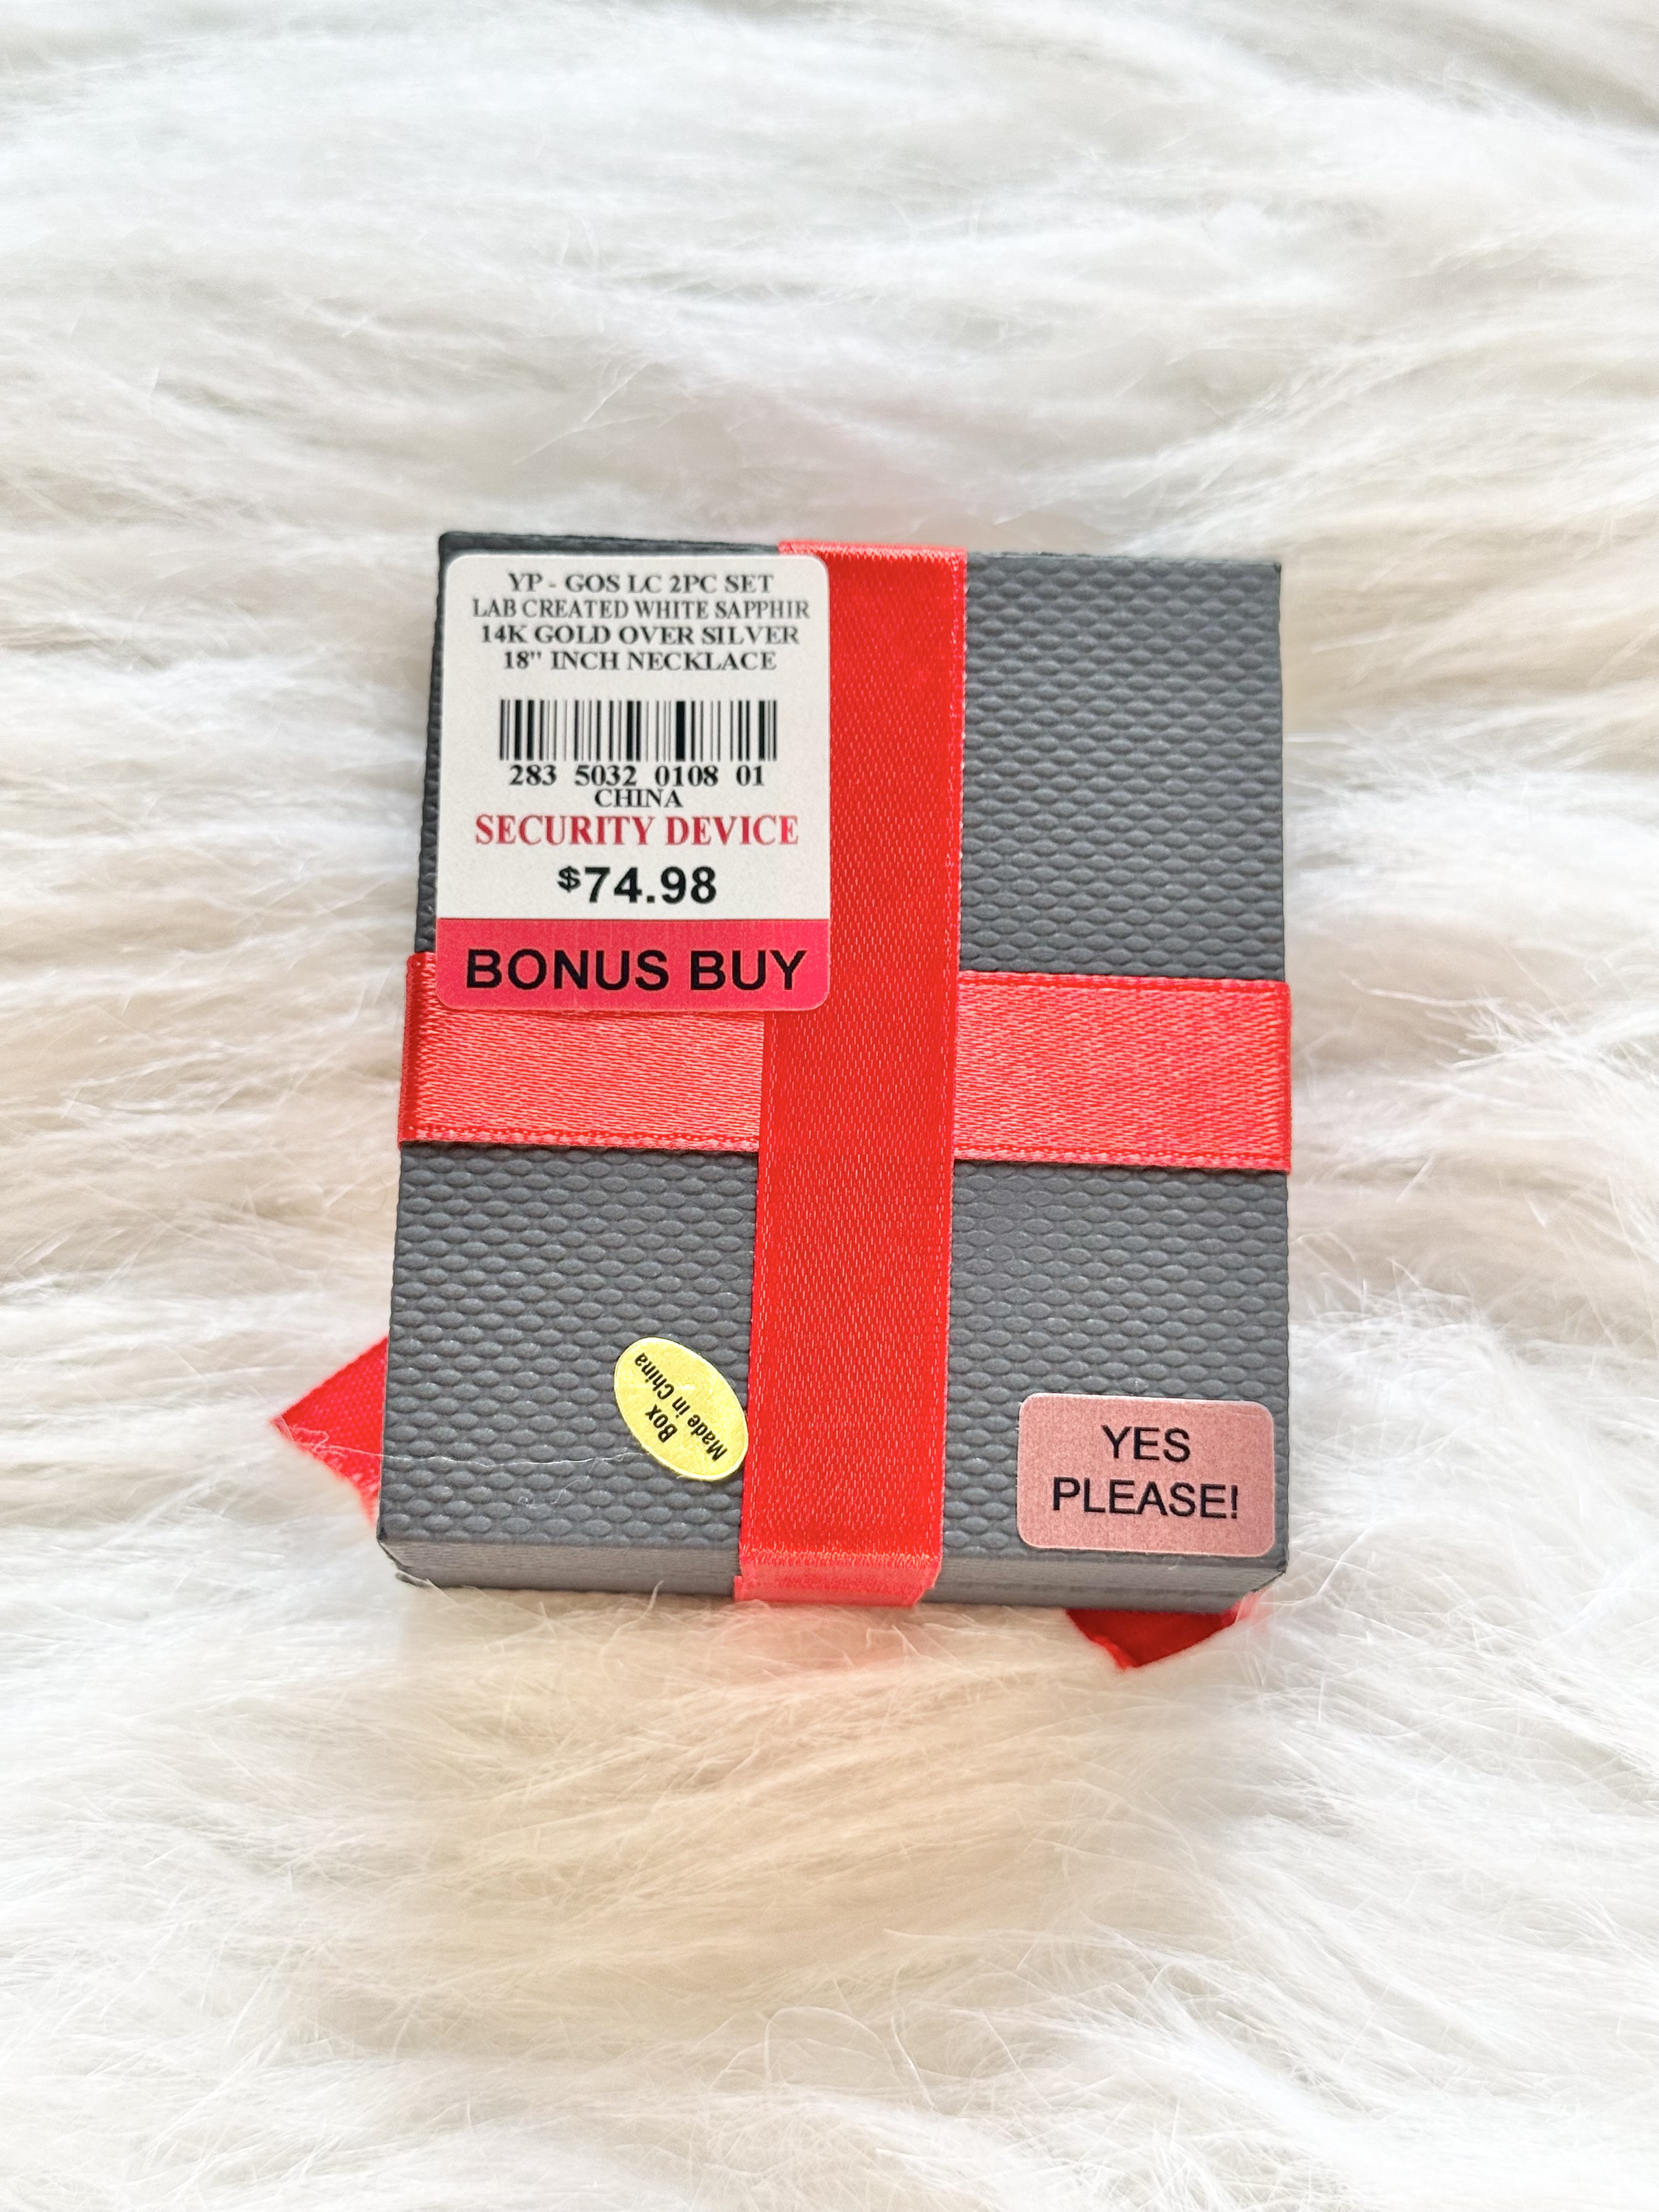 YP - GOS LC 2PC SET
LAB CREATED WHITE SAPPHIR
14K GOLD OVER SILVER
18" INCH NECKLACE
283 5032 0108 01
CHINA
SECURITY DEVICE
$74.98
BONUS BUY
Box
Made in China
YES
PLEASE!